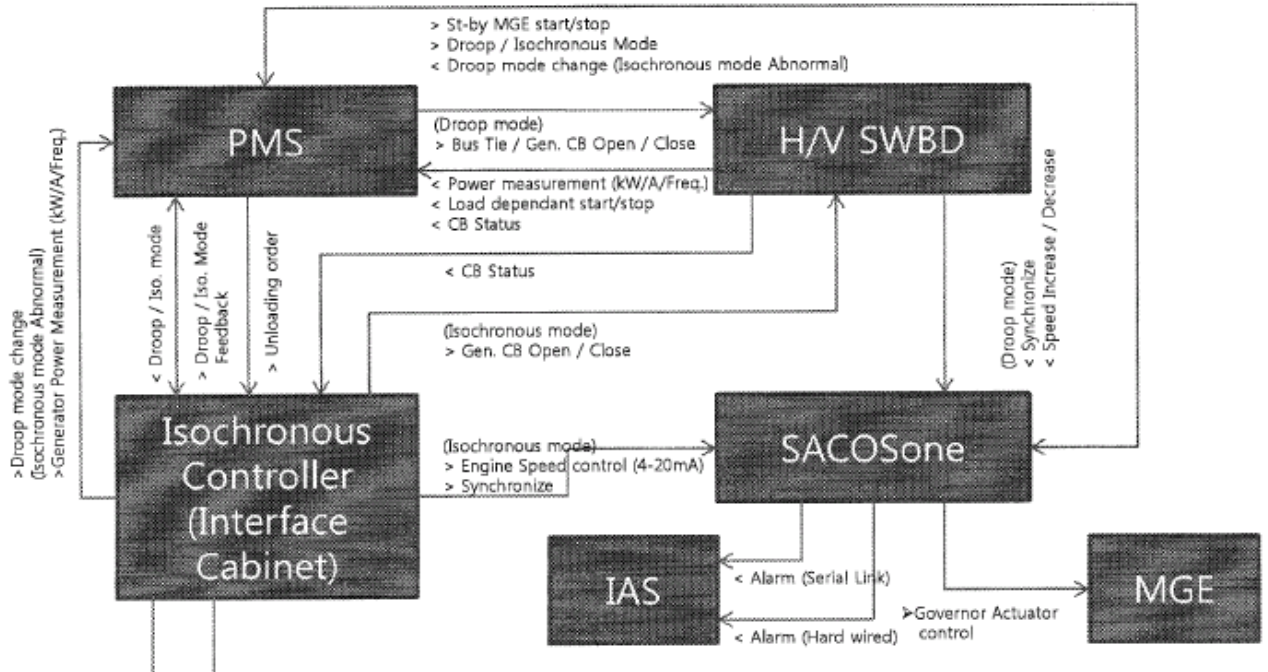 > St-by MGE start/stop
> Droop / Isochronous Mode
< Droop mode change (Isochronous mode Abnormal)
PMS
(Droop mode)
> Bus Tie / Gen. CB Open / Close
H/V SWBD
< Power measurement (kW/A/Freq.)
< Load dependant start/stop
< CB Status
< CB Status
(Isochronous mode)
> Gen. CB Open / Close
>Droop mode change
(Isochronous mode Abnormal)
>Generator Power Measurement (kW/A/Freq.)
< Droop / Iso. mode
> Droop / Iso. Mode
Feedback
> Unloading order
(Droop mode)
< Synchronize
< Speed Increase / Decrease
Isochronous
Controller
(Interface
Cabinet)
(Isochronous mode)
> Engine Speed control (4-20mA)
> Synchronize
SACOSone
IAS
< Alarm (Serial Link)
< Alarm (Hard wired)
➤Governor Actuator
control
MGE